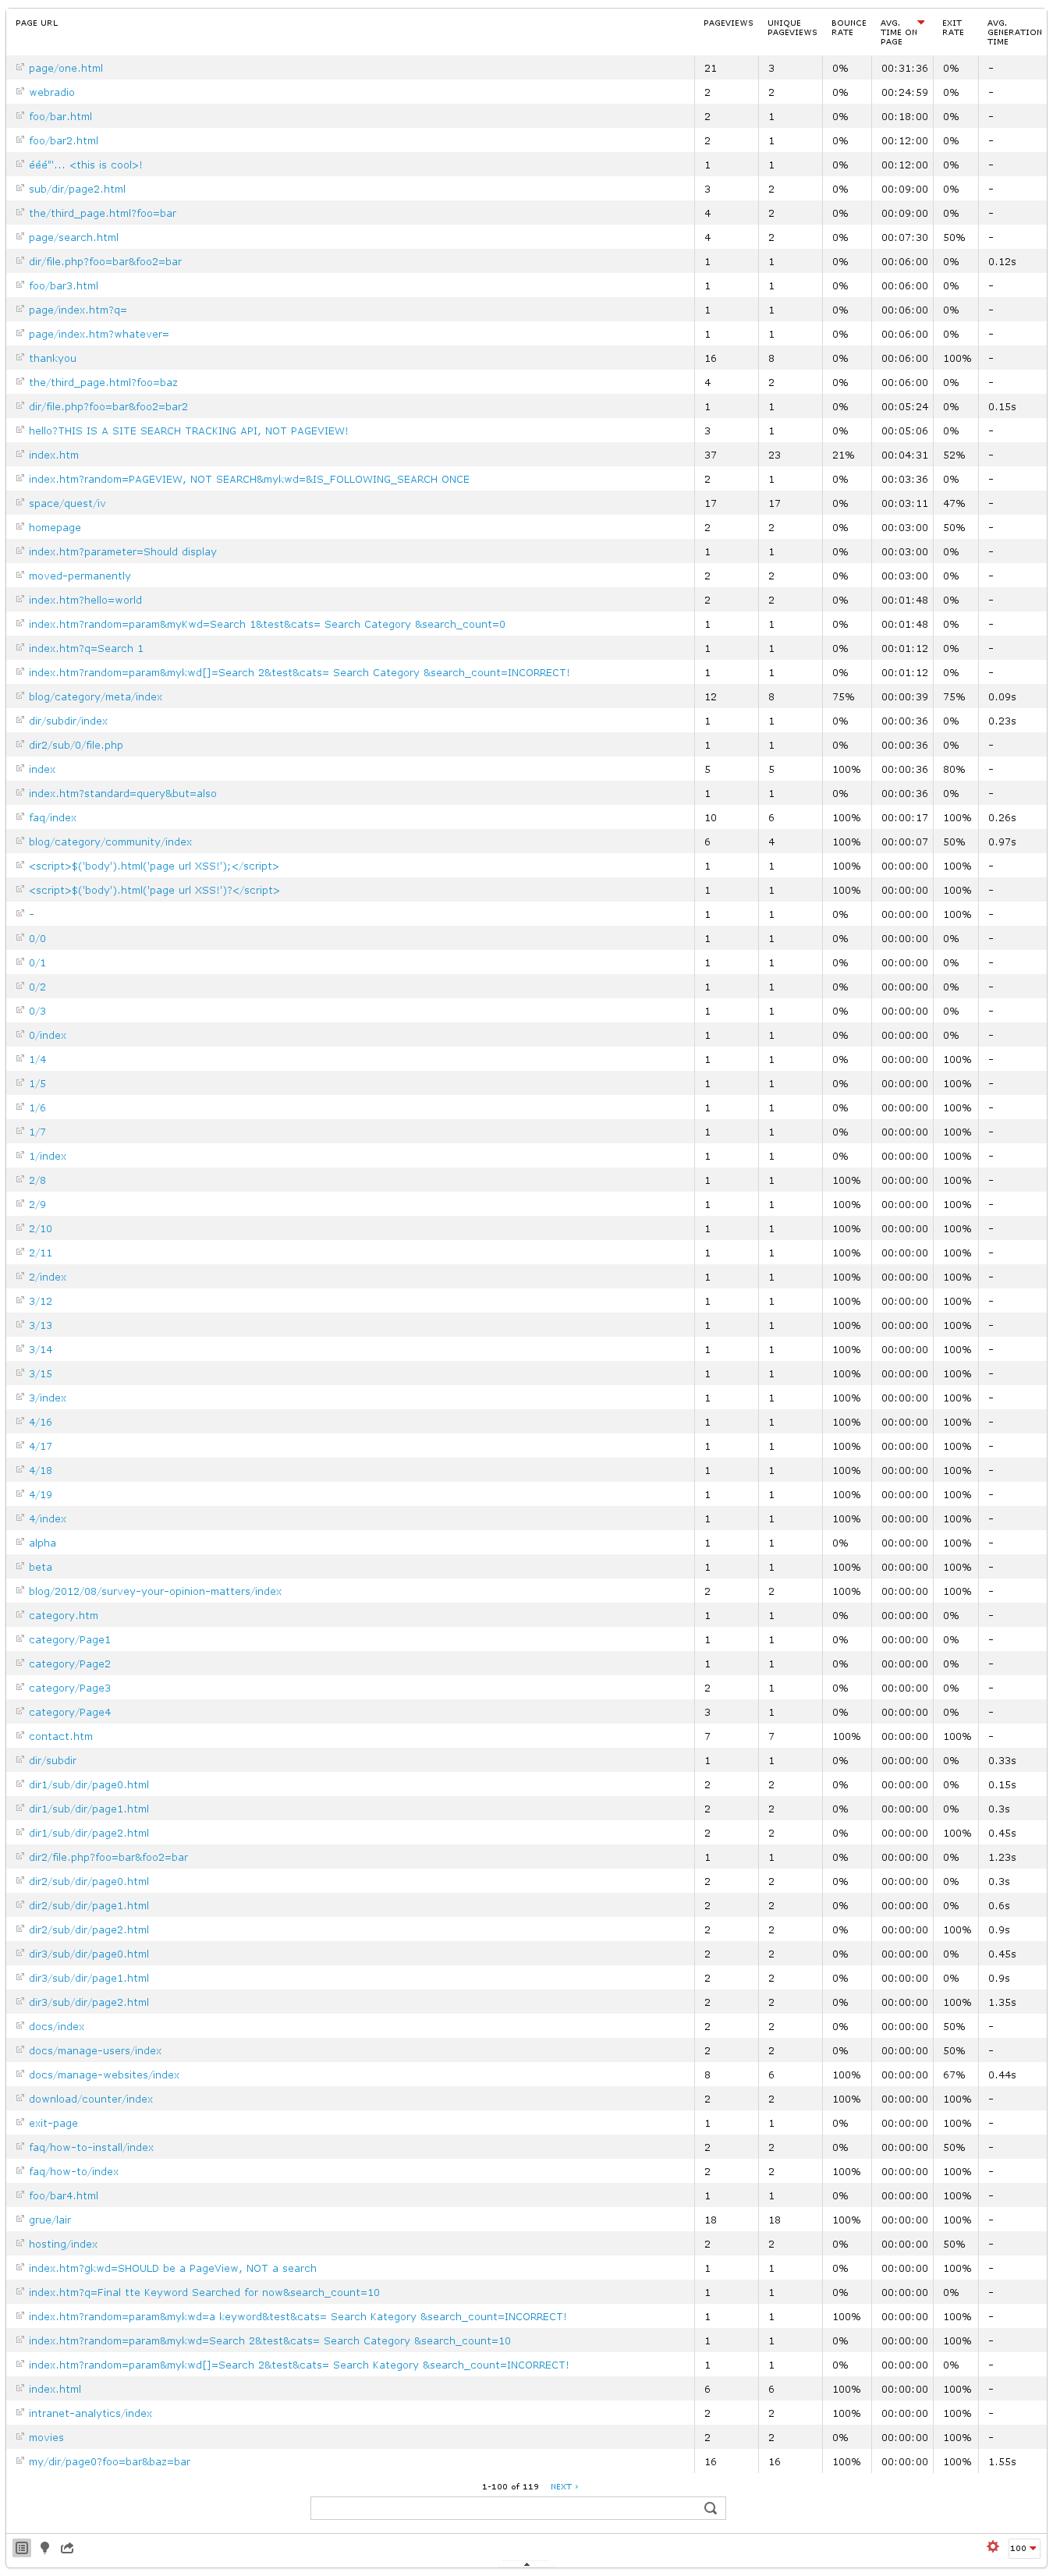 PAGE URL PAGEVIEWS UNIQUE PAGEVIEWS BOUNCE RATE AVG. TIME ON PAGE EXIT RATE AVG. GENERATION TIME
page/one.html 21 3 0% 00:31:36 0% -
webradio 2 2 0% 00:24:59 0% -
foo/bar.html 2 1 0% 00:18:00 0% -
foo/bar2.html 2 1 0% 00:12:00 0% -
ééé"'... <this is cool>! 1 1 0% 00:12:00 0% -
sub/dir/page2.html 3 2 0% 00:09:00 0% -
the/third_page.html?foo=bar 4 2 0% 00:09:00 0% -
page/search.html 4 2 0% 00:07:30 50% -
dir/file.php?foo=bar&foo2=bar 1 1 0% 00:06:00 0% 0.12s
foo/bar3.html 1 1 0% 00:06:00 0% -
page/index.htm?q= 1 1 0% 00:06:00 0% -
page/index.htm?whatever= 1 1 0% 00:06:00 0% -
thankyou 16 8 0% 00:06:00 100% -
the/third_page.html?foo=baz 4 2 0% 00:06:00 0% -
dir/file.php?foo=bar&foo2=bar2 1 1 0% 00:05:24 0% 0.15s
hello?THIS IS A SITE SEARCH TRACKING API, NOT PAGEVIEW! 3 1 0% 00:05:06 0% -
index.htm 37 23 21% 00:04:31 52% -
index.htm?random=PAGEVIEW, NOT SEARCH&mykwd=&IS_FOLLOWING_SEARCH ONCE 2 1 0% 00:03:36 0% -
space/quest/iv 17 17 0% 00:03:11 47% -
homepage 2 2 0% 00:03:00 50% -
index.htm?parameter=Should display 1 1 0% 00:03:00 0% -
moved-permanently 2 2 0% 00:03:00 0% -
index.htm?hello=world 2 2 0% 00:01:48 0% -
index.htm?random=param&myKwd=Search 1&test&cats= Search Category &search_count=0 1 1 0% 00:01:48 0% -
index.htm?q=Search 1 1 1 0% 00:01:12 0% -
index.htm?random=param&mykwd[]=Search 2&test&cats= Search Category &search_count=INCORRECT! 1 1 0% 00:01:12 0% -
blog/category/meta/index 12 8 75% 00:00:39 75% 0.09s
dir/subdir/index 1 1 0% 00:00:36 0% 0.23s
dir2/sub/0/file.php 1 1 0% 00:00:36 0% -
index 5 5 100% 00:00:36 80% -
index.htm?standard=query&but=also 1 1 0% 00:00:36 0% -
faq/index 10 6 100% 00:00:17 100% 0.26s
blog/category/community/index 6 4 100% 00:00:07 50% 0.97s
<script>$('body').html('page url XSS!');</script> 1 1 100% 00:00:00 100% -
<script>$('body').html('page url XSS!')?</script> 1 1 100% 00:00:00 100% -
- 1 1 0% 00:00:00 100% -
0/0 1 1 0% 00:00:00 0% -
0/1 1 1 0% 00:00:00 0% -
0/2 1 1 0% 00:00:00 0% -
0/3 1 1 0% 00:00:00 0% -
0/index 1 1 0% 00:00:00 0% -
1/4 1 1 0% 00:00:00 100% -
1/5 1 1 0% 00:00:00 100% -
1/6 1 1 0% 00:00:00 100% -
1/7 1 1 0% 00:00:00 100% -
1/index 1 1 0% 00:00:00 100% -
2/8 1 1 100% 00:00:00 100% -
2/9 1 1 100% 00:00:00 100% -
2/10 1 1 100% 00:00:00 100% -
2/11 1 1 100% 00:00:00 100% -
2/index 1 1 100% 00:00:00 100% -
3/12 1 1 100% 00:00:00 100% -
3/13 1 1 100% 00:00:00 100% -
3/14 1 1 100% 00:00:00 100% -
3/15 1 1 100% 00:00:00 100% -
3/index 1 1 100% 00:00:00 100% -
4/16 1 1 100% 00:00:00 100% -
4/17 1 1 100% 00:00:00 100% -
4/18 1 1 100% 00:00:00 100% -
4/19 1 1 100% 00:00:00 100% -
4/index 1 1 100% 00:00:00 100% -
alpha 1 1 0% 00:00:00 100% -
beta 1 1 100% 00:00:00 100% -
blog/2012/08/survey-your-opinion-matters/index 2 2 100% 00:00:00 100% -
category.htm 1 1 0% 00:00:00 0% -
category/Page1 1 1 0% 00:00:00 0% -
category/Page2 1 1 0% 00:00:00 0% -
category/Page3 2 1 0% 00:00:00 0% -
category/Page4 3 1 0% 00:00:00 0% -
contact.htm 7 7 100% 00:00:00 100% -
dir/subdir 1 1 0% 00:00:00 0% 0.33s
dir1/sub/dir/page0.html 2 2 0% 00:00:00 0% 0.15s
dir1/sub/dir/page1.html 2 2 0% 00:00:00 0% 0.3s
dir1/sub/dir/page2.html 2 2 0% 00:00:00 100% 0.45s
dir2/file.php?foo=bar&foo2=bar 1 1 0% 00:00:00 0% 1.23s
dir2/sub/dir/page0.html 2 2 0% 00:00:00 0% 0.3s
dir2/sub/dir/page1.html 2 2 0% 00:00:00 0% 0.6s
dir2/sub/dir/page2.html 2 2 0% 00:00:00 100% 0.9s
dir3/sub/dir/page0.html 2 2 0% 00:00:00 0% 0.45s
dir3/sub/dir/page1.html 2 2 0% 00:00:00 0% 0.9s
dir3/sub/dir/page2.html 2 2 0% 00:00:00 100% 1.35s
docs/index 2 2 0% 00:00:00 50% -
docs/manage-users/index 2 2 0% 00:00:00 50% -
docs/manage-websites/index 8 6 100% 00:00:00 67% 0.44s
download/counter/index 2 2 100% 00:00:00 100% -
exit-page 1 1 0% 00:00:00 100% -
faq/how-to-install/index 2 2 0% 00:00:00 50% -
faq/how-to/index 2 2 100% 00:00:00 100% -
foo/bar4.html 1 1 0% 00:00:00 100% -
grue/lair 18 18 100% 00:00:00 100% -
hosting/index 2 2 0% 00:00:00 50% -
index.htm?gkwd=SHOULD be a PageView, NOT a search 1 1 0% 00:00:00 100% -
index.htm?q=Final tte Keyword Searched for now&search_count=10 1 1 0% 00:00:00 0% -
index.htm?random=param&mykwd=a keyword&test&cats= Search Kategory &search_count=INCORRECT! 1 1 100% 00:00:00 100% -
index.htm?random=param&mykwd=Search 2&test&cats= Search Category &search_count=10 1 1 0% 00:00:00 100% -
index.htm?random=param&mykwd[]=Search 2&test&cats= Search Kategory &search_count=INCORRECT! 1 1 0% 00:00:00 0% -
index.html 6 6 100% 00:00:00 100% -
intranet-analytics/index 2 2 100% 00:00:00 100% -
movies 2 2 0% 00:00:00 100% -
my/dir/page0?foo=bar&baz=bar 16 16 100% 00:00:00 100% 1.55s
1-100 of 119 NEXT ›
100